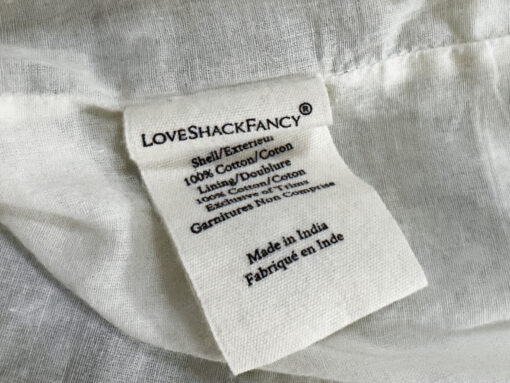 LOVESHACKFANCY®
Shell/Exterieur
100% Cotton/Coton
Lining/Doublure
100% Cotton/Coton
Exclusive of Trims
Garnitures Non Comprise
Made in India
Fabriqué en Inde